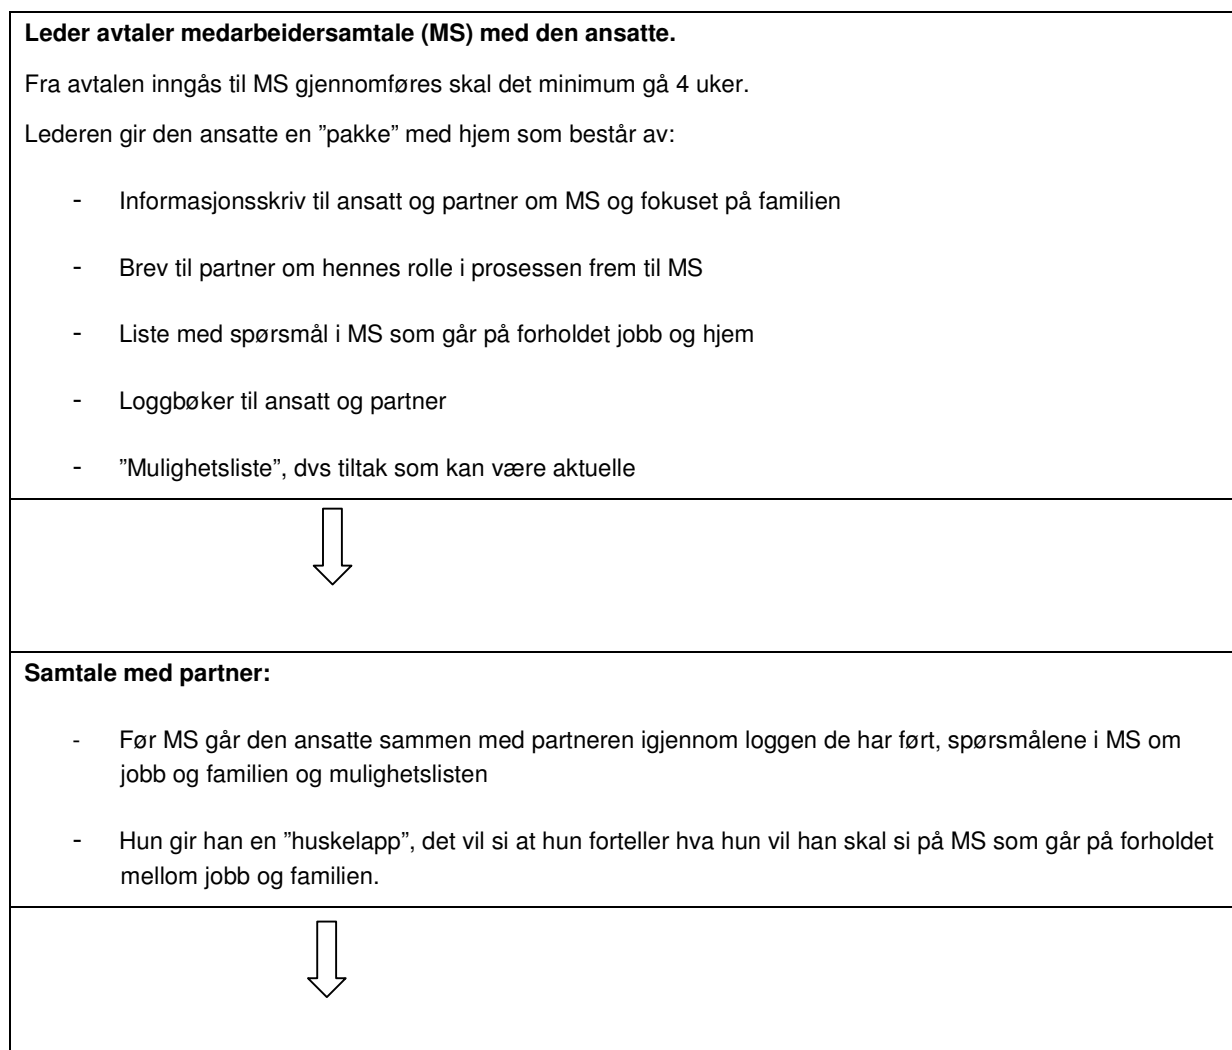 Leder avtaler medarbeidersamtale (MS) med den ansatte.
Fra avtalen inngås til MS gjennomføres skal det minimum gå 4 uker.
Lederen gir den ansatte en ”pakke” med hjem som består av:
- Informasjonsskriv til ansatt og partner om MS og fokuset på familien
- Brev til partner om hennes rolle i prosessen frem til MS
- Liste med spørsmål i MS som går på forholdet jobb og hjem
- Loggbøker til ansatt og partner
- ”Mulighetsliste”, dvs tiltak som kan være aktuelle
Samtale med partner:
- Før MS går den ansatte sammen med partneren igjennom loggen de har ført, spørsmålene i MS om
jobb og familien og mulighetslisten
- Hun gir han en ”huskelapp”, det vil si at hun forteller hva hun vil han skal si på MS som går på forholdet
mellom jobb og familien.